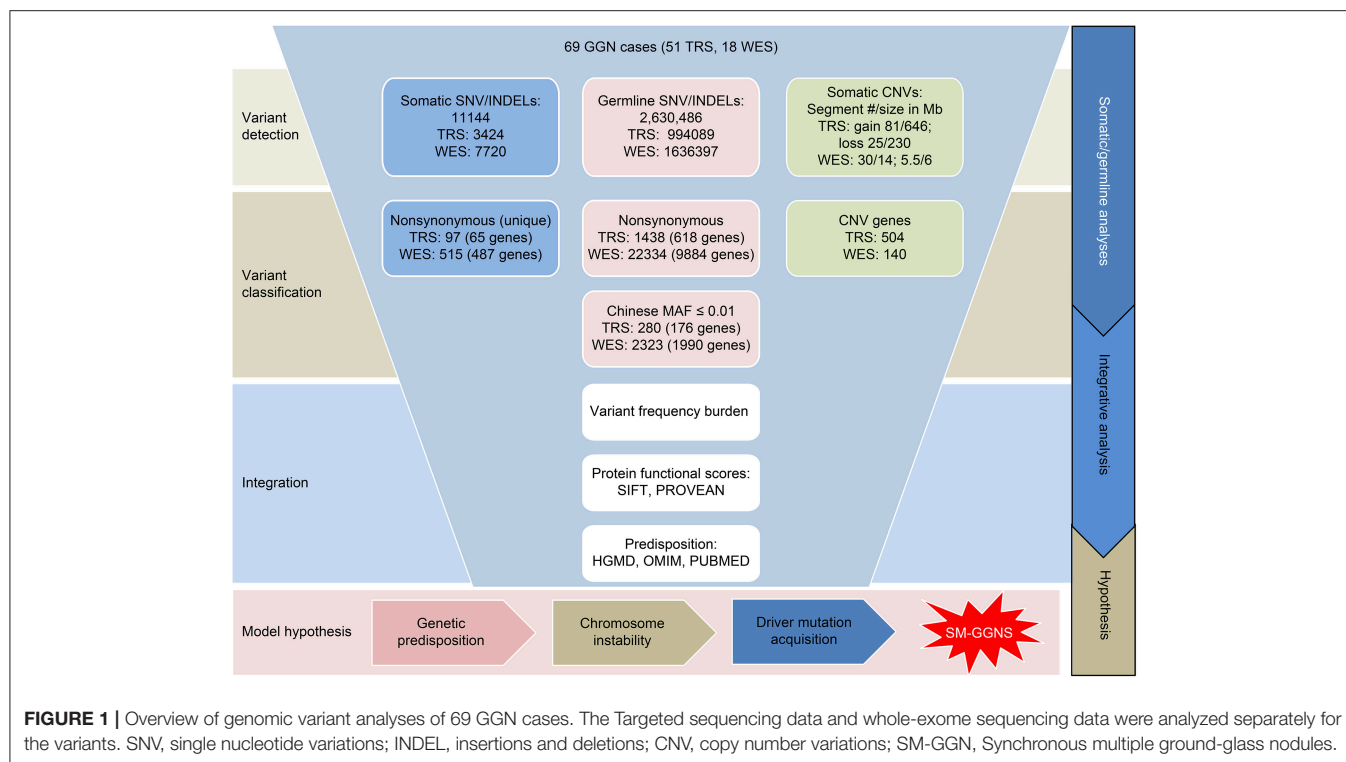 69 GGN cases (51 TRS, 18 WES)
Variant
detection
Somatic SNV/INDELs:
11144
TRS: 3424
WES: 7720
Germline SNV/INDELs:
2,630,486
TRS: 994089
WES: 1636397
Somatic CNVs:
Segment #/size in Mb
TRS: gain 81/646;
loss 25/230
WES: 30/14; 5.5/6
Variant
classification
Nonsynonymous (unique)
TRS: 97 (65 genes)
WES: 515 (487 genes)
Nonsynonymous
TRS: 1438 (618 genes)
WES: 22334 (9884 genes)
CNV genes
TRS: 504
WES: 140
Chinese MAF ≤ 0.01
TRS: 280 (176 genes)
WES: 2323 (1990 genes)
Integration
Variant frequency burden
Protein functional scores:
SIFT, PROVEAN
Predisposition:
HGMD, OMIM, PUBMED
Model hypothesis
Genetic
predisposition
Chromosome
instability
Driver mutation
acquisition
SM-GGNS
Somatic/germline analyses
Integrative analysis
Hypothesis
FIGURE 1 | Overview of genomic variant analyses of 69 GGN cases. The Targeted sequencing data and whole-exome sequencing data were analyzed separately for
the variants. SNV, single nucleotide variations; INDEL, insertions and deletions; CNV, copy number variations; SM-GGN, Synchronous multiple ground-glass nodules.